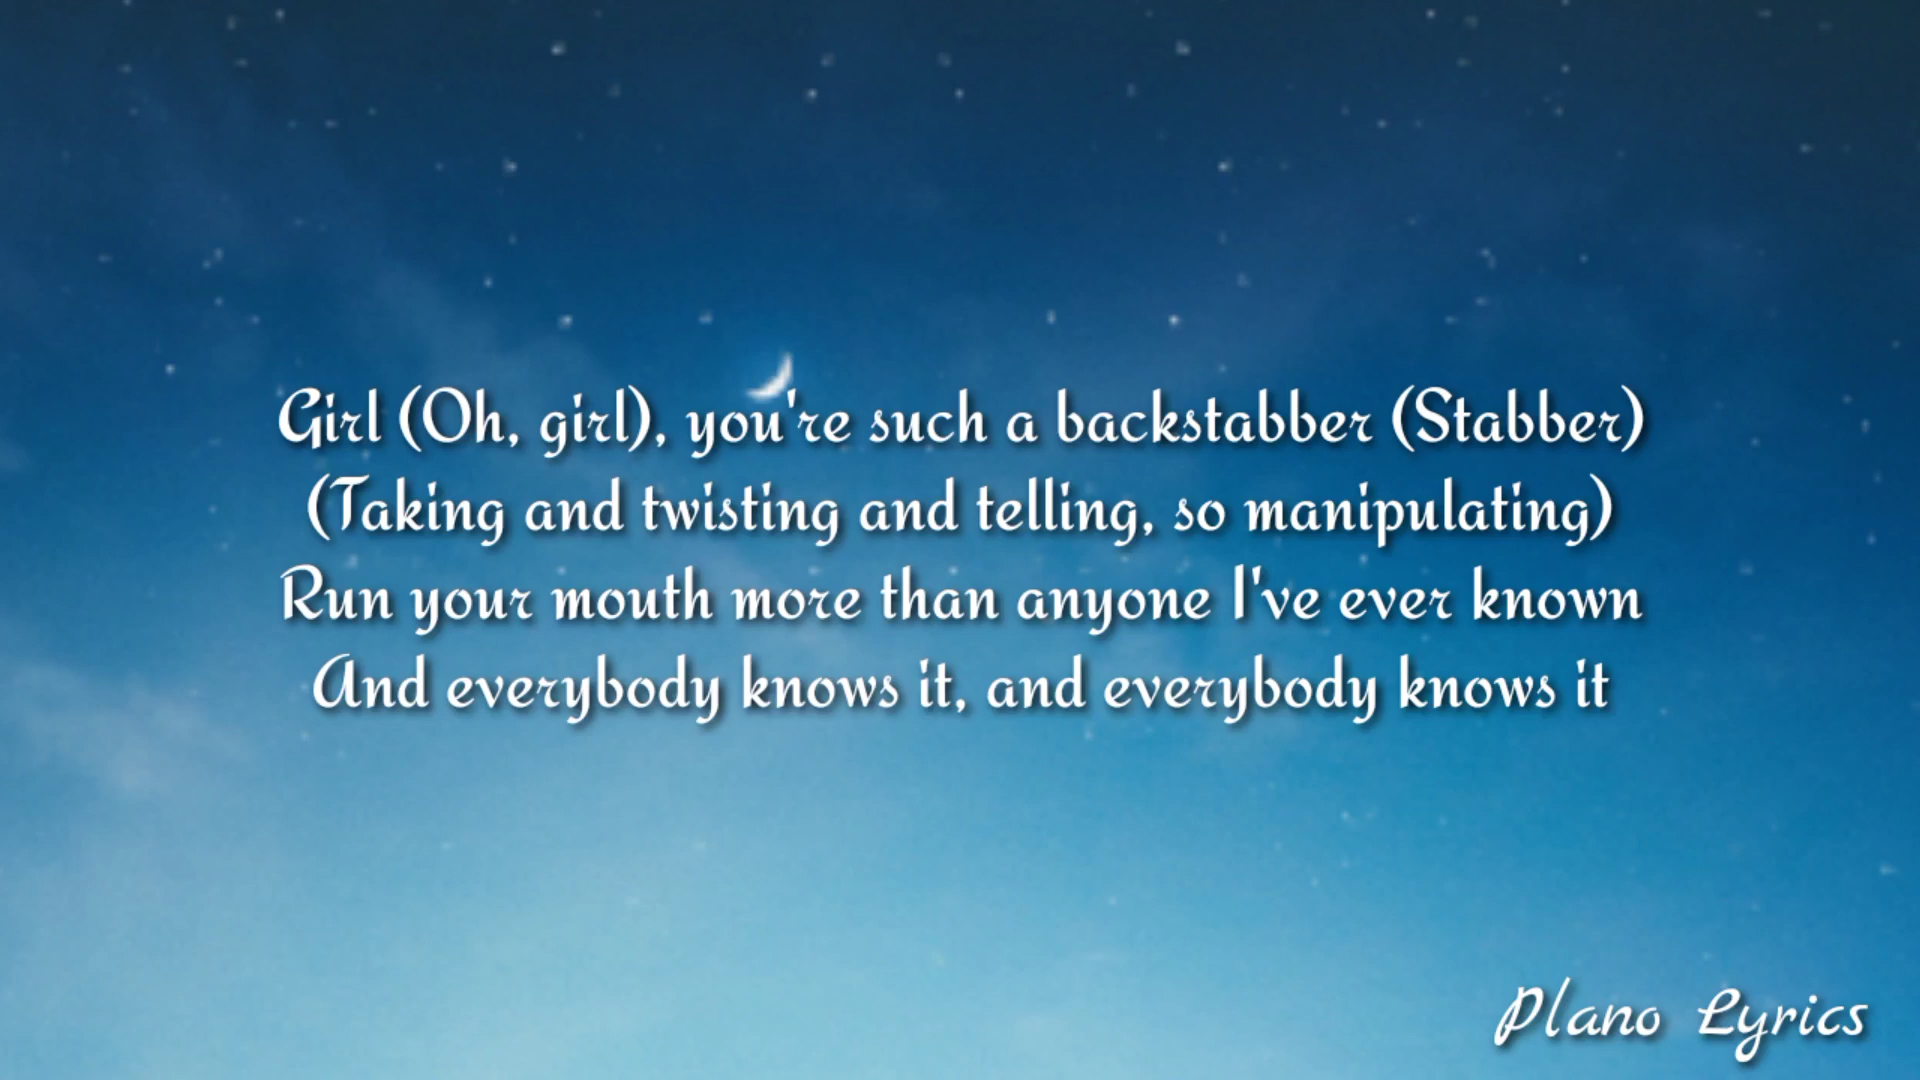 Girl (Oh, girl), you're such a backstabber (Stabber)
(Taking and twisting and telling, so manipulating)
Run your mouth more than anyone I've ever known
And everybody knows it, and everybody knows it
Plano Lyrics